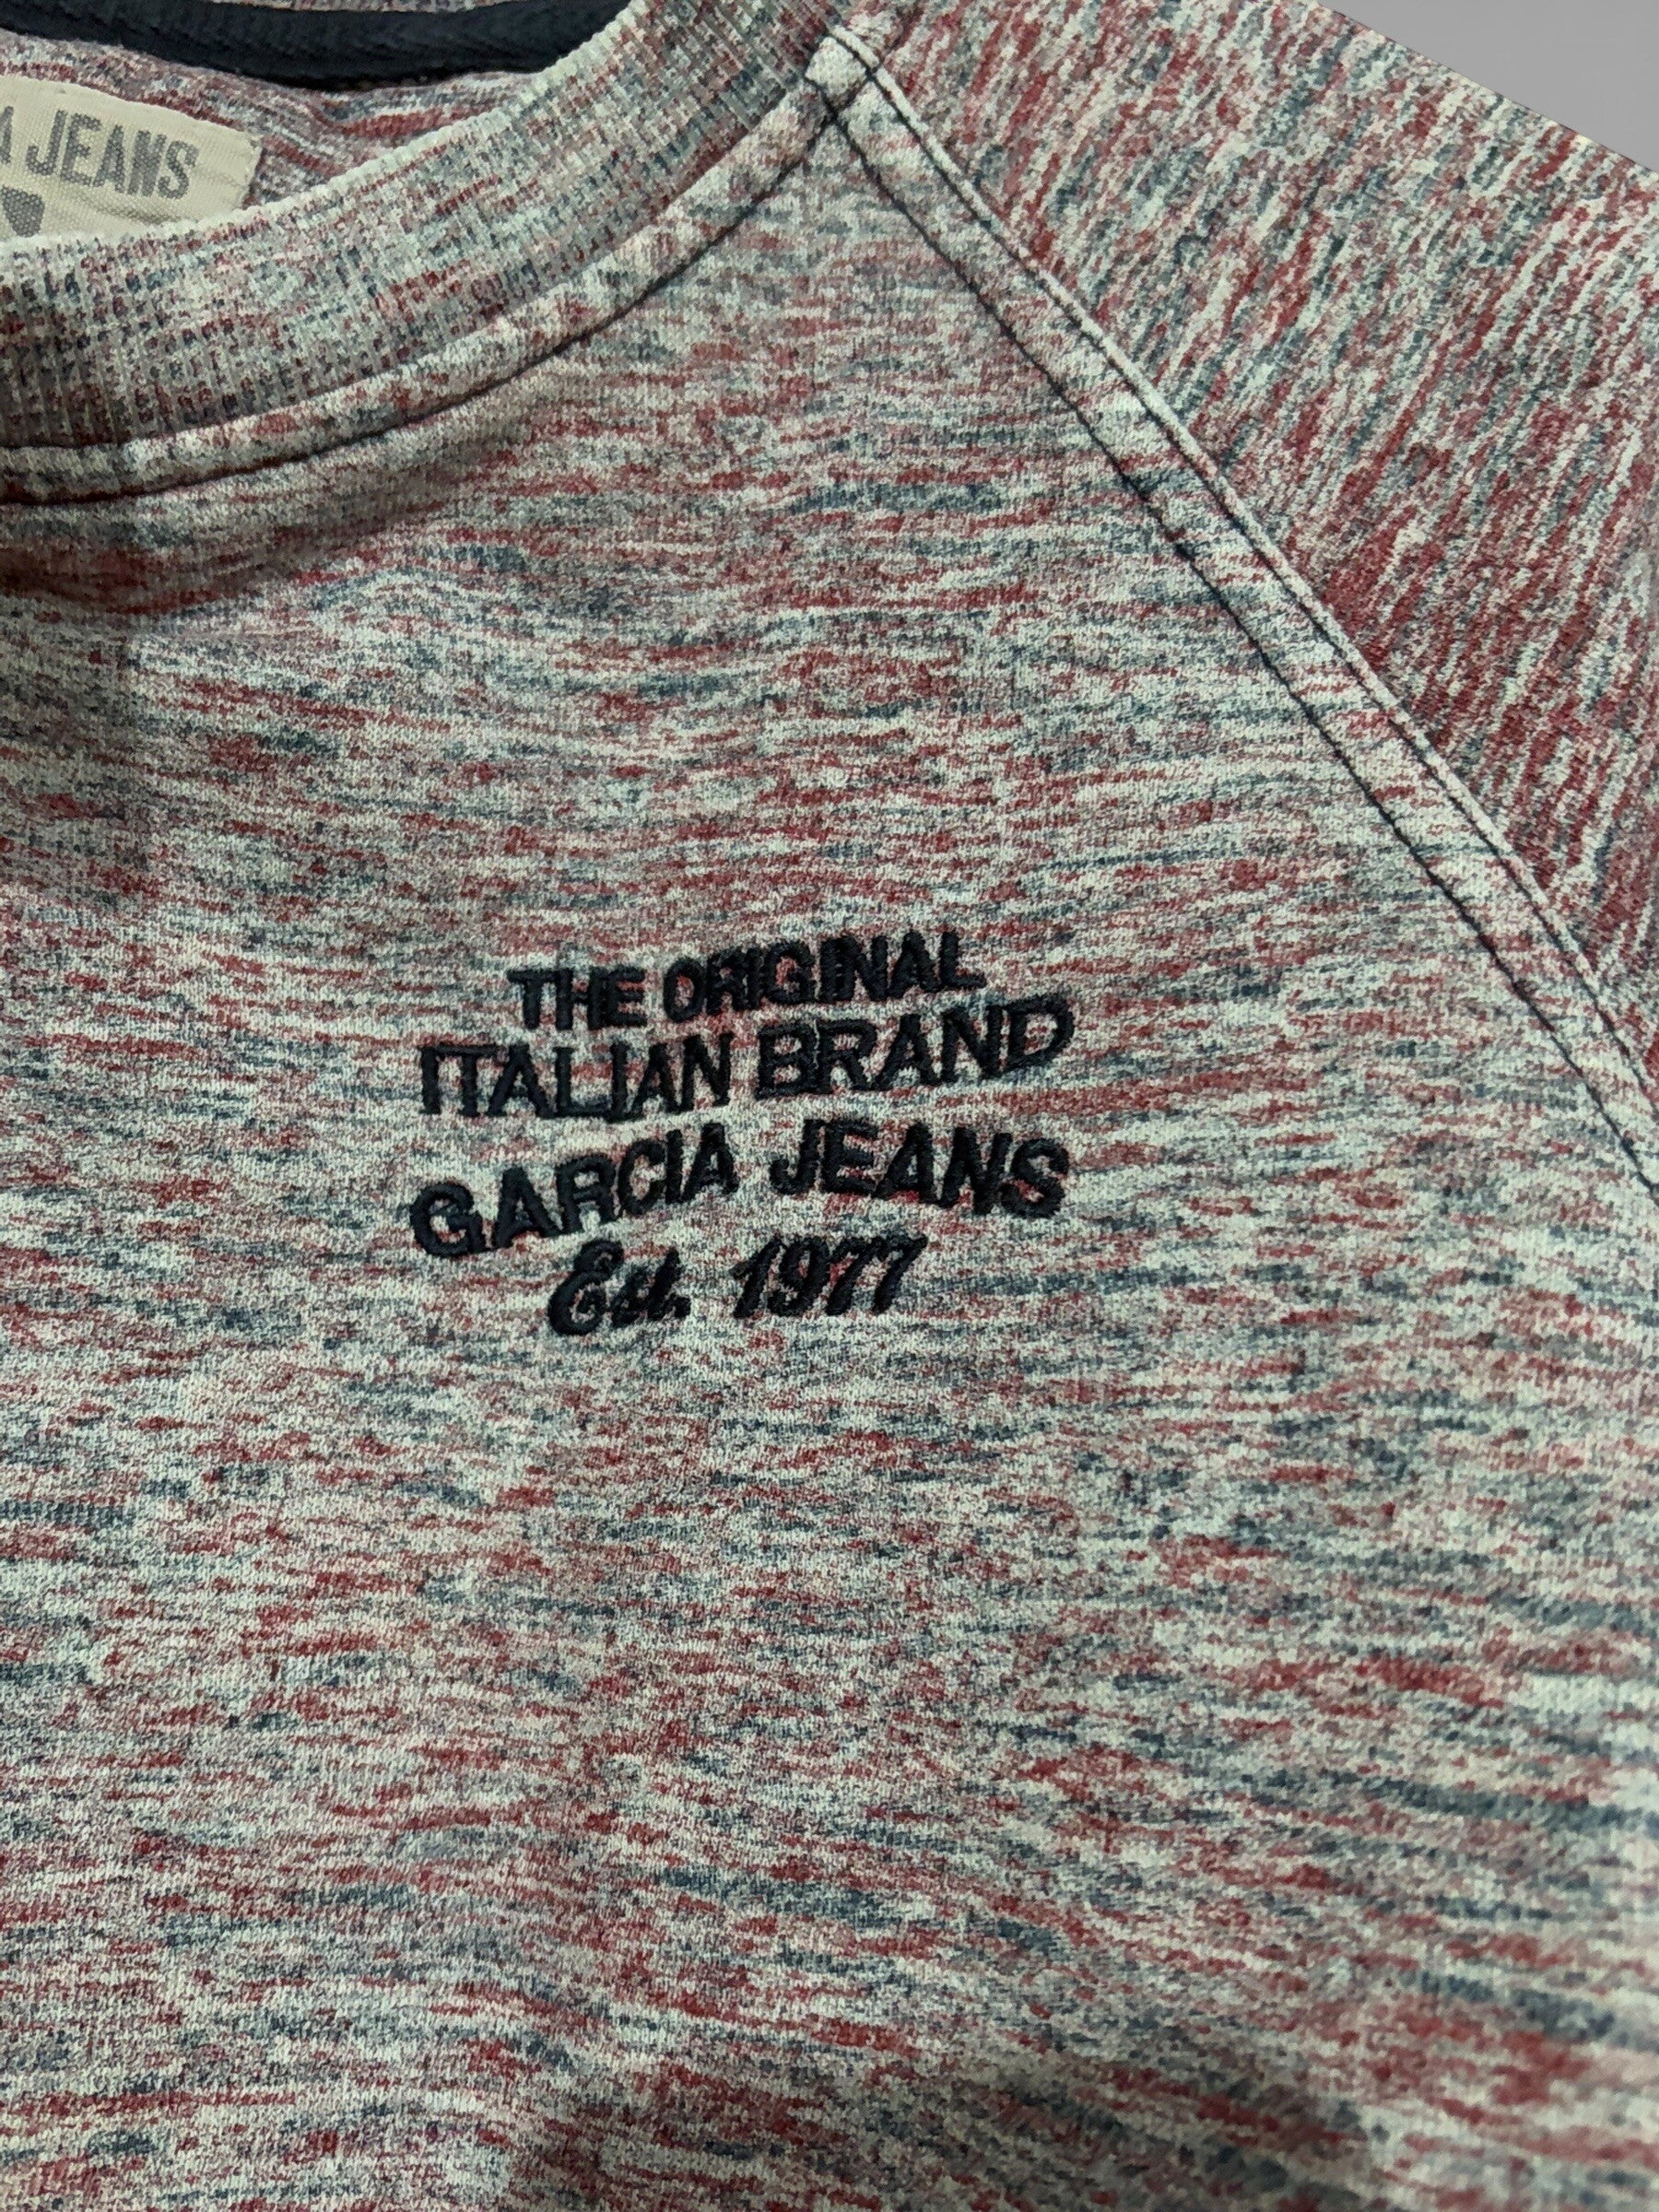 A JEANS
THE ORIGINAL
ITALIAN BRAND
GARCIA JEANS
Est. 1977